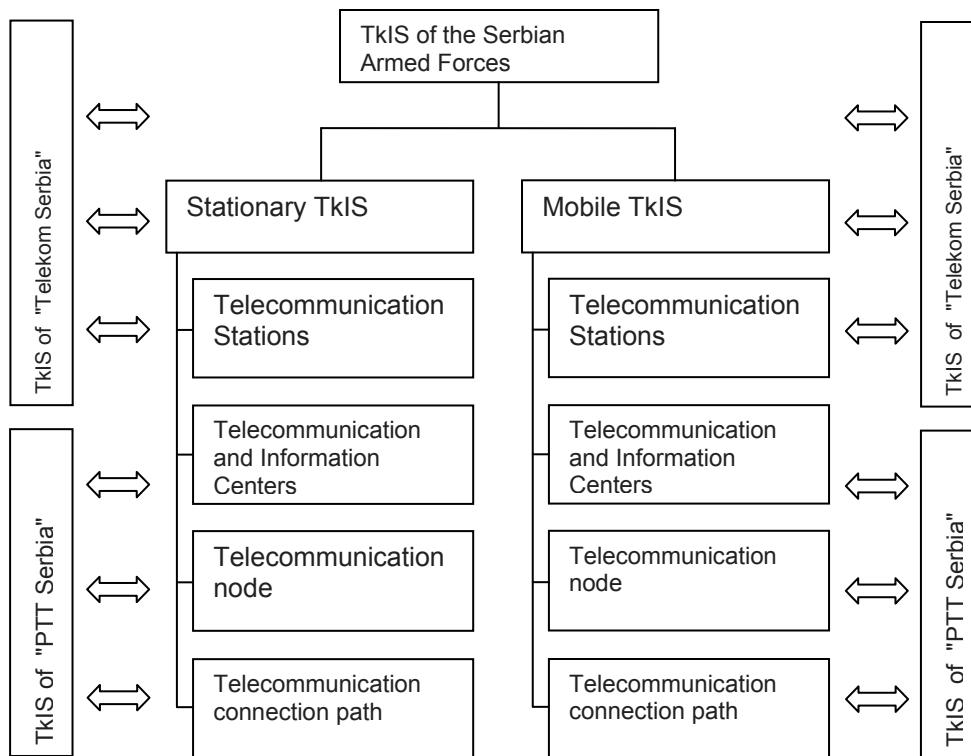 TkIS of the Serbian
Armed Forces
TkIS of "Telekom Serbia"
TkIS of "PTT Serbia"
Stationary TkIS
Telecommunication
Stations
Telecommunication
and Information
Centers
Telecommunication
node
Telecommunication
connection path
Mobile TkIS
Telecommunication
Stations
Telecommunication
and Information
Centers
Telecommunication
node
Telecommunication
connection path
TkIS of "Telekom Serbia"
TkIS of "PTT Serbia"